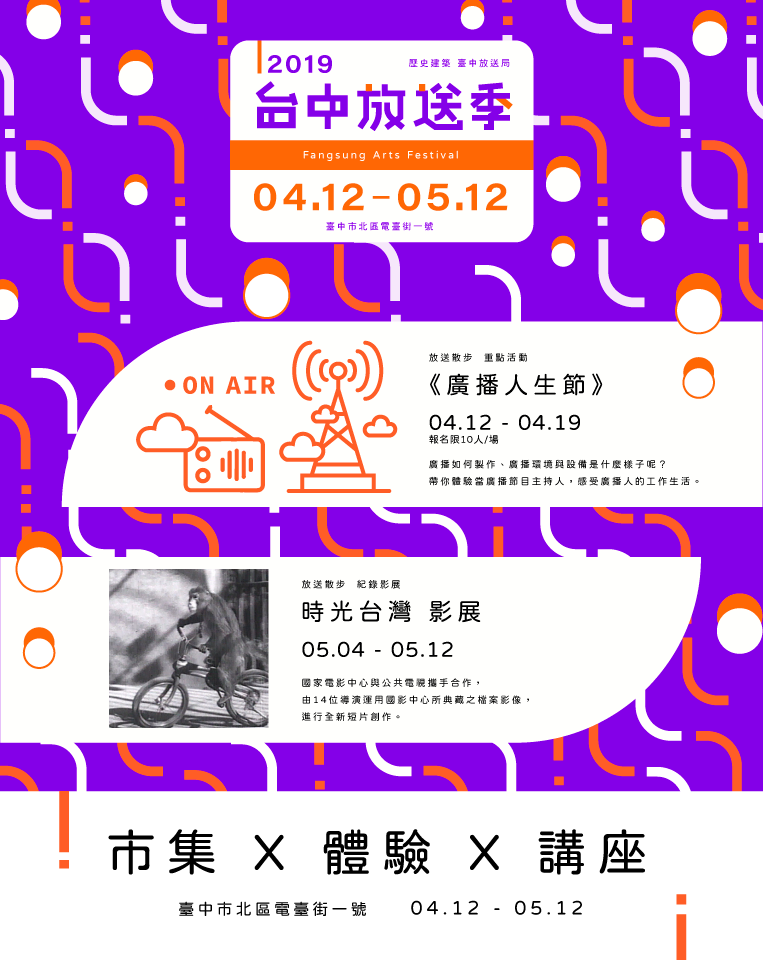 2019
歷史建築 臺中放送局
台中放送季
Fangsung Arts Festival
04.12-05.12
臺中市北區電臺街一號
ON AIR
放送散步 重點活動
《廣播人生節》
04.12 - 04.19
報名限10人/場
廣播如何製作、廣播環境與設備是什麼樣子呢？
帶你體驗當廣播節目主持人，感受廣播人的工作生活。
放送散步 紀錄影展
時光台灣 影展
05.04 - 05.12
國家電影中心與公共電視攜手合作，
由14位導演運用國影中心所典藏之檔案影像，
進行全新短片創作。
市集 X 體驗 X 講座
臺中市北區電臺街一號 04.12 - 05.12